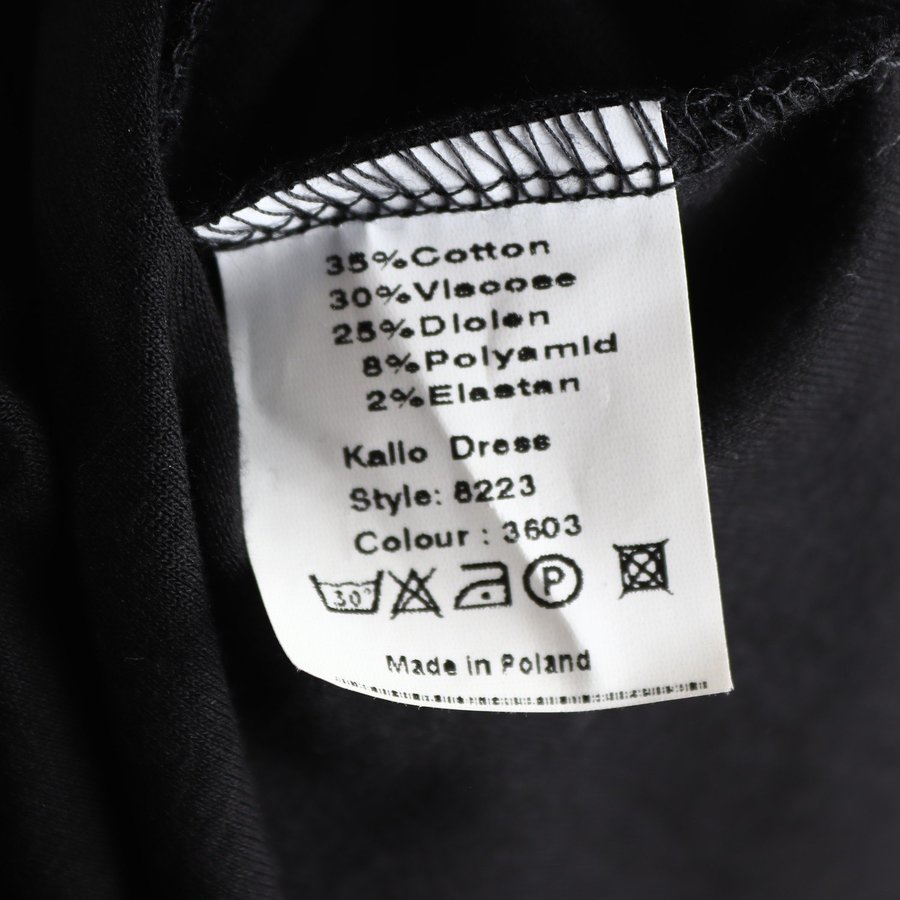 35%Cotton
30%Viscose
25%Diolen
8%Polyamid
2%Elastan
Kallo Dress
Style: 8223
Colour : 3603
30°
P
Made in Poland